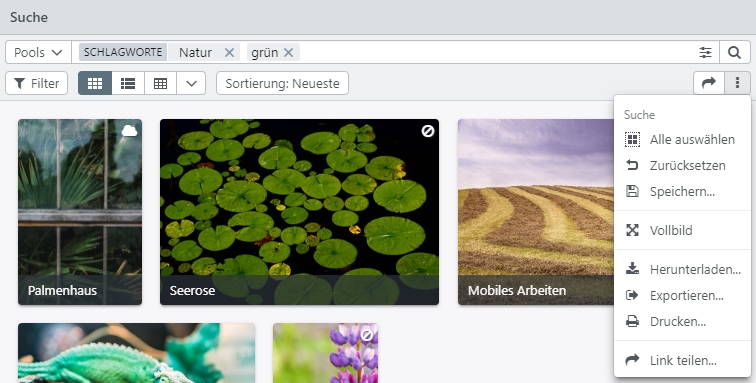 Suche
Pools SCHLAGWORTE Natur grün
Filter Sortierung: Neueste
Suche
Alle auswählen
Zurücksetzen
Speichern...
Vollbild
Herunterladen...
Exportieren...
Drucken...
Link teilen...
Palmenhaus Seerose Mobiles Arbeiten